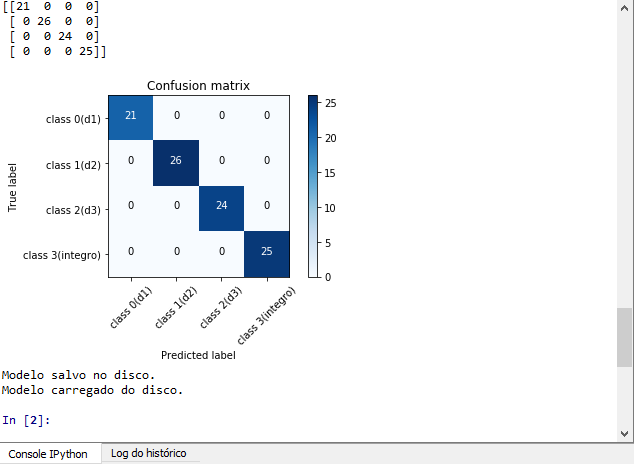 [[21  0  0  0]
 [ 0 26  0  0]
 [ 0  0 24  0]
 [ 0  0  0 25]]
Confusion matrix
class 0(d1) 21 0 0 0
class 1(d2) 0 26 0 0
class 2(d3) 0 0 24 0
class 3(integro) 0 0 0 25
True label
class 0(d1) class 1(d2) class 2(d3) class 3(integro)
Predicted label
25
20
15
10
5
0
Modelo salvo no disco.
Modelo carregado do disco.
In [2]:
Console IPython Log do histórico